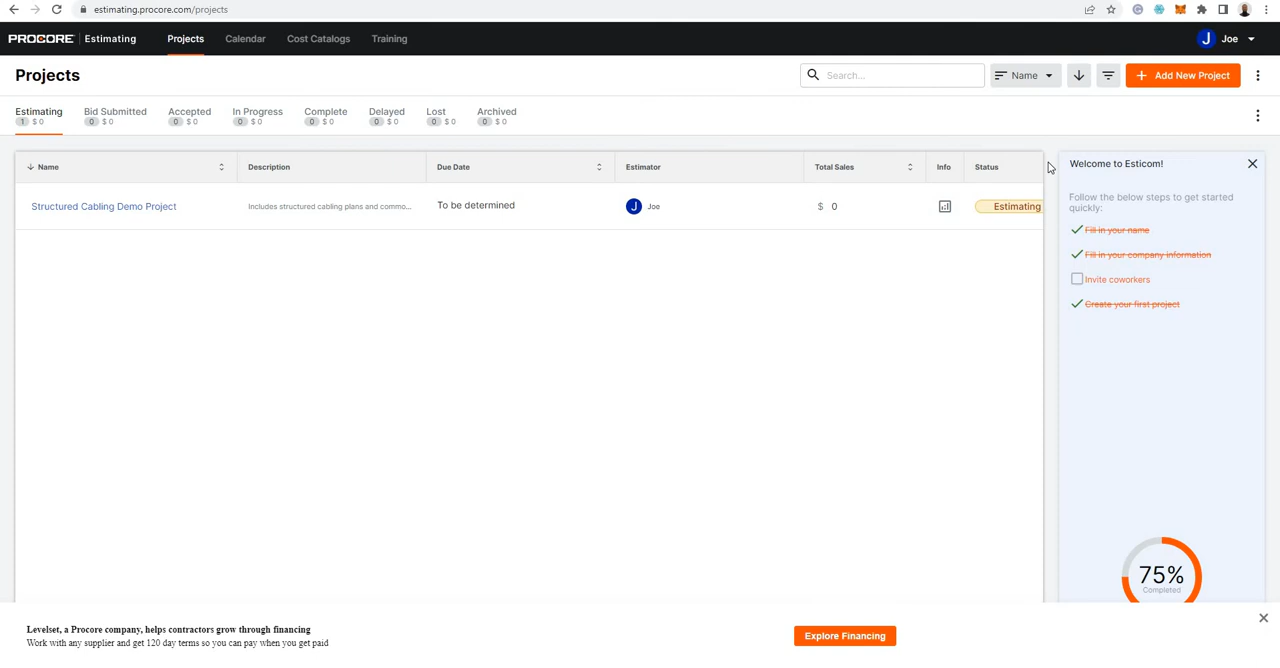 estimating.procore.com/projects
PROCORE Estimating Projects Calendar Cost Catalogs Training J Joe
Projects Search... Name Add New Project
Estimating Bid Submitted Accepted In Progress Complete Delayed Lost Archived
1 $ 0 0 $ 0 0 $ 0 0 $ 0 0 $ 0 0 $ 0 0 $ 0 0 $ 0
Name Description Due Date Estimator Total Sales Info Status
Structured Cabling Demo Project Includes structured cabling plans and commo... To be determined J Joe $ 0 Estimating
Welcome to Esticom!
Follow the below steps to get started
quickly:
Fill in your name
Fill in your company information
Invite coworkers
Create your first project
75%
Completed
Levelset, a Procore company, helps contractors grow through financing
Work with any supplier and get 120 day terms so you can pay when you get paid
Explore Financing